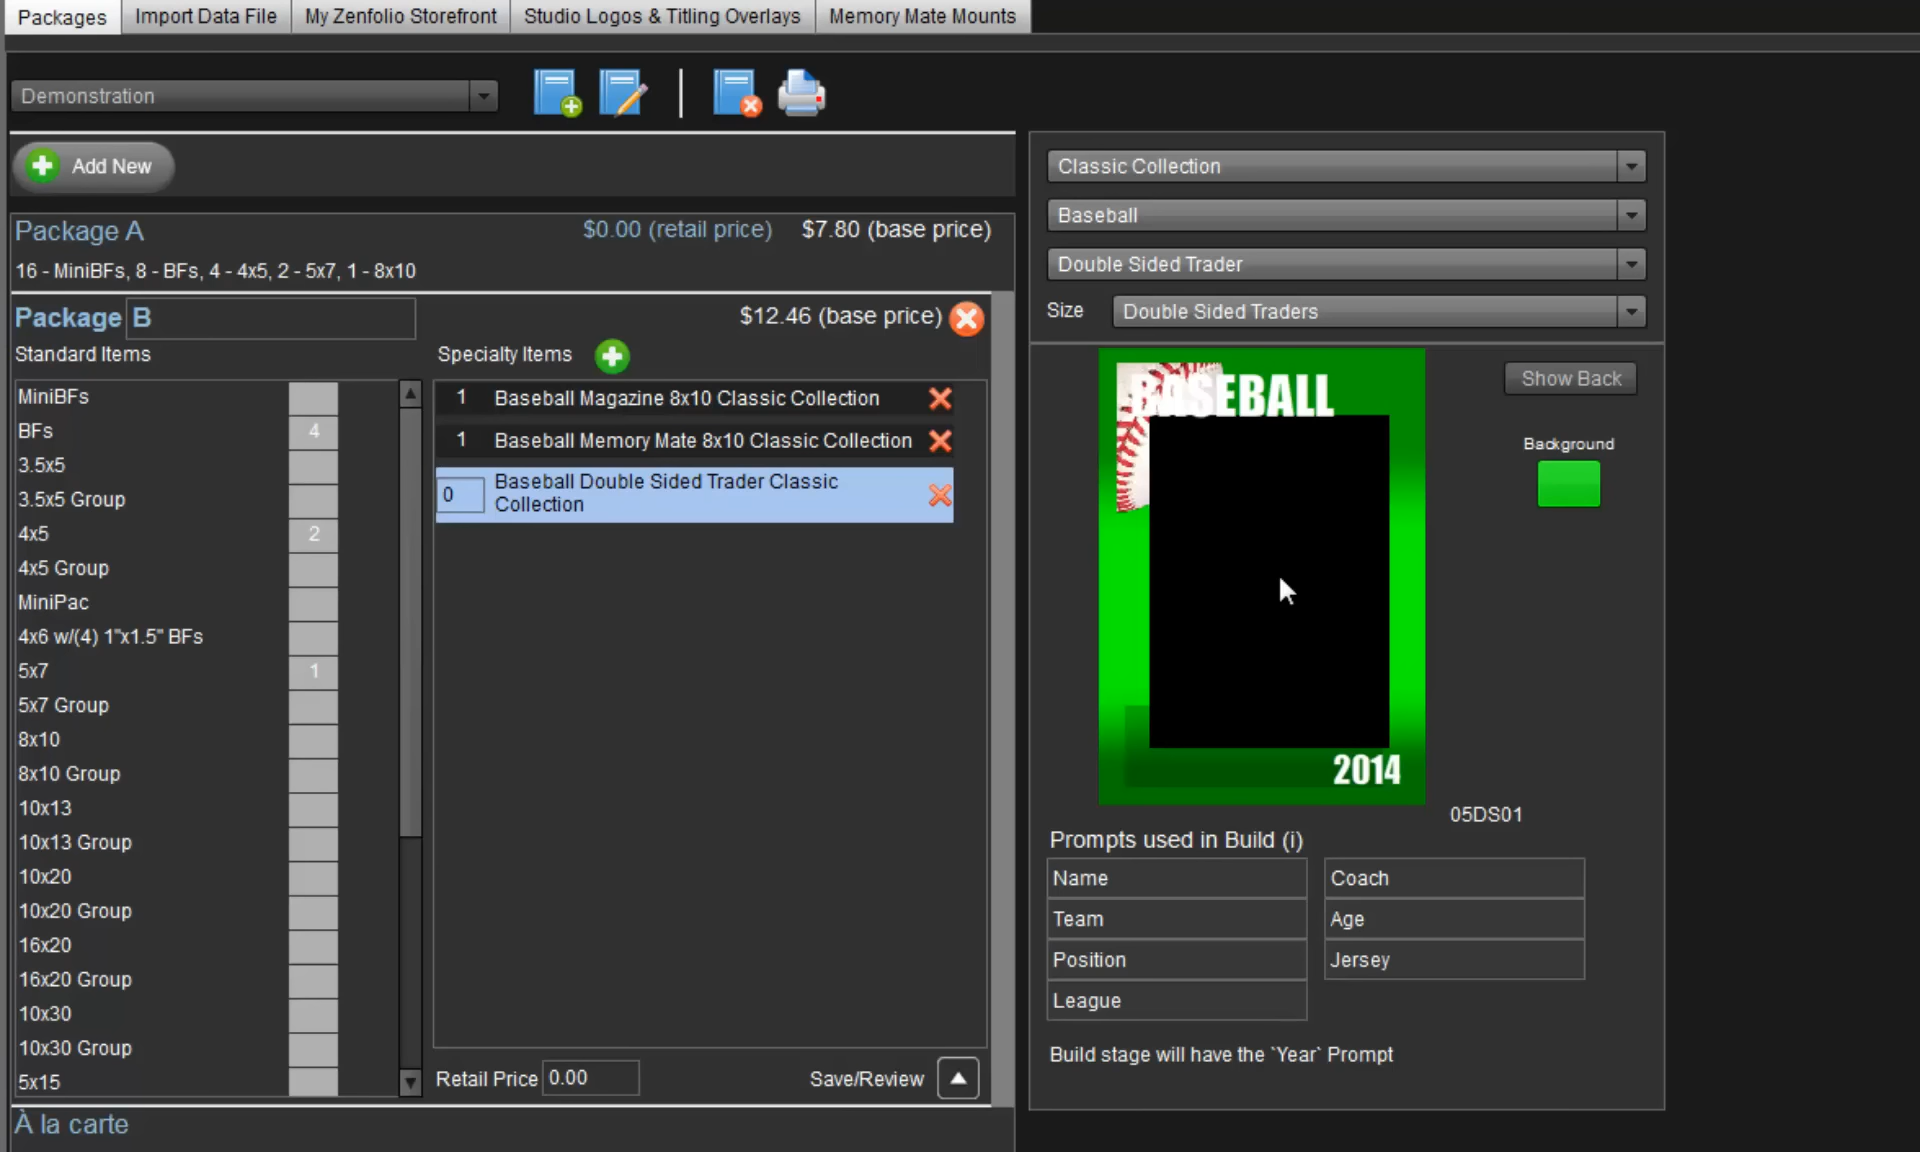 Packages
Import Data File
My Zenfolio Storefront
Studio Logos & Titling Overlays
Memory Mate Mounts
Demonstration
Add New
Package A
$0.00 (retail price)
$7.80 (base price)
16 - MiniBFs, 8 - BFs, 4 - 4x5, 2 - 5x7, 1 - 8x10
Package B
$12.46 (base price)
Standard Items
Specialty Items
MiniBFs
BFs 4
3.5x5
3.5x5 Group
4x5 2
4x5 Group
MiniPac
4x6 w/(4) 1"x1.5" BFs
5x7 1
5x7 Group
8x10
8x10 Group
10x13
10x13 Group
10x20
10x20 Group
16x20
16x20 Group
10x30
10x30 Group
5x15
1 Baseball Magazine 8x10 Classic Collection
1 Baseball Memory Mate 8x10 Classic Collection
0 Baseball Double Sided Trader Classic
Collection
Retail Price 0.00
Save/Review
À la carte
Classic Collection
Baseball
Double Sided Trader
Size Double Sided Traders
BASEBALL
2014
Show Back
Background
05DS01
Prompts used in Build (i)
Name
Coach
Team
Age
Position
Jersey
League
Build stage will have the `Year` Prompt